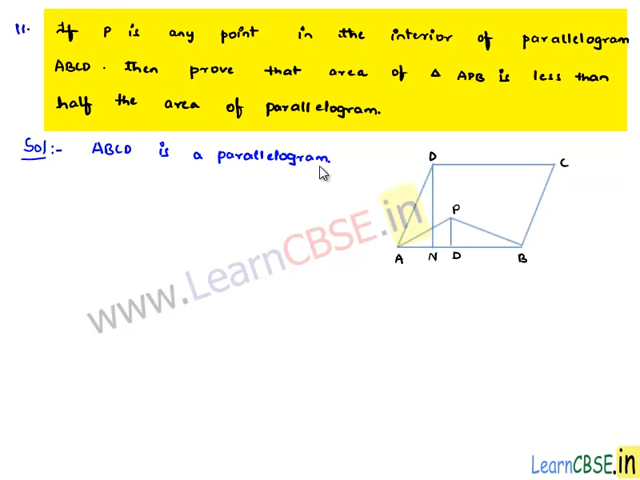 11. If P is any point in the interior of parallelogram
ABCD. Then prove that area of Δ APB is less than
half the area of parallelogram.
Sol:- ABCD is a parallelogram.
D C
P
A N D B
www.LearnCBSE.in
LearnCBSE.in